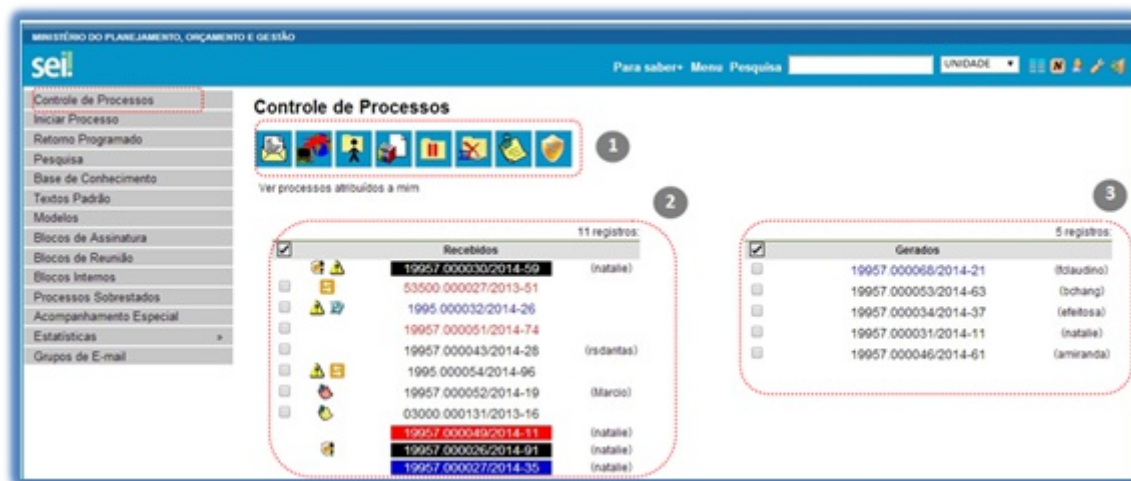 MINISTÉRIO DO PLANEJAMENTO, ORÇAMENTO E GESTÃO
sei!
Para saber+ Menu Pesquisa
UNIDADE
Controle de Processos
Iniciar Processo
Retorno Programado
Pesquisa
Base de Conhecimento
Textos Padrão
Modelos
Blocos de Assinatura
Blocos de Reunião
Blocos Internos
Processos Sobrestados
Acompanhamento Especial
Estatísticas »
Grupos de E-mail
Controle de Processos
1
Ver processos atribuídos a mim
2
11 registros:
Recebidos
19957.000030/2014-59 (natalie)
53500.000027/2013-51
1995.000032/2014-26
19957.000051/2014-74
19957.000043/2014-28 (rsdantas)
1995.000054/2014-96
19957.000052/2014-19 (Marcio)
03000.000131/2013-16
19957.000049/2014-11 (natalie)
19957.000026/2014-91 (natalie)
19957.000027/2014-35 (natalie)
3
5 registros:
Gerados
19957.000068/2014-21 (fclaudino)
19957.000053/2014-63 (bchang)
19957.000034/2014-37 (efeitosa)
19957.000031/2014-11 (natalie)
19957.000046/2014-61 (amiranda)